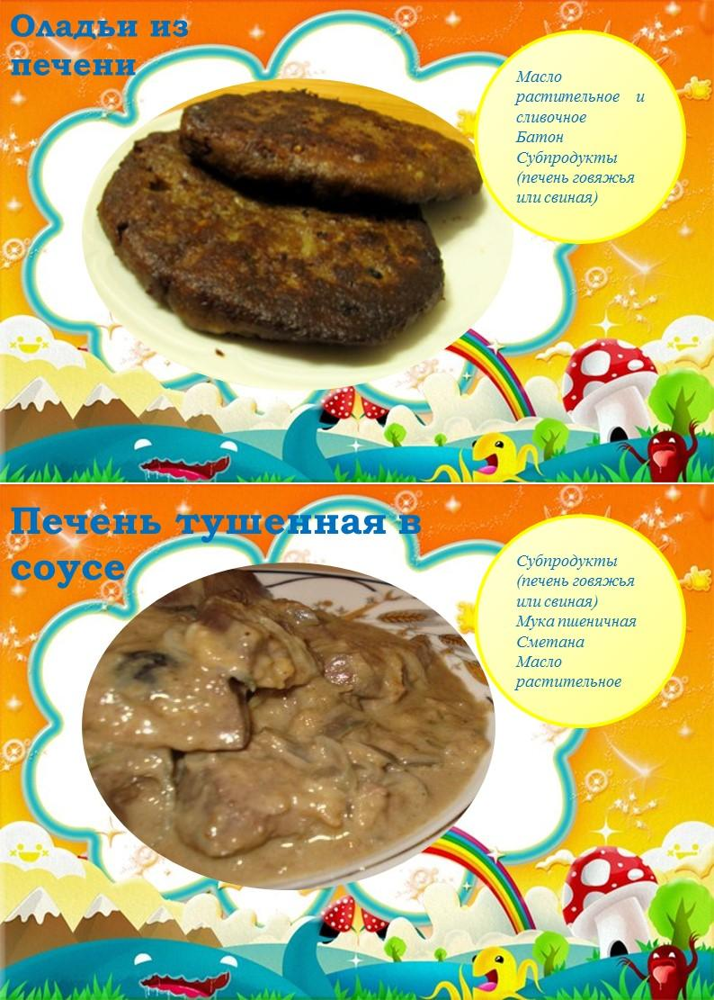 Оладьи из
печени
Масло
растительное и
сливочное
Батон
Субпродукты
(печень говяжья
или свиная)
Печень тушенная в
соусе
Субпродукты
(печень говяжья
или свиная)
Мука пшеничная
Сметана
Масло
растительное